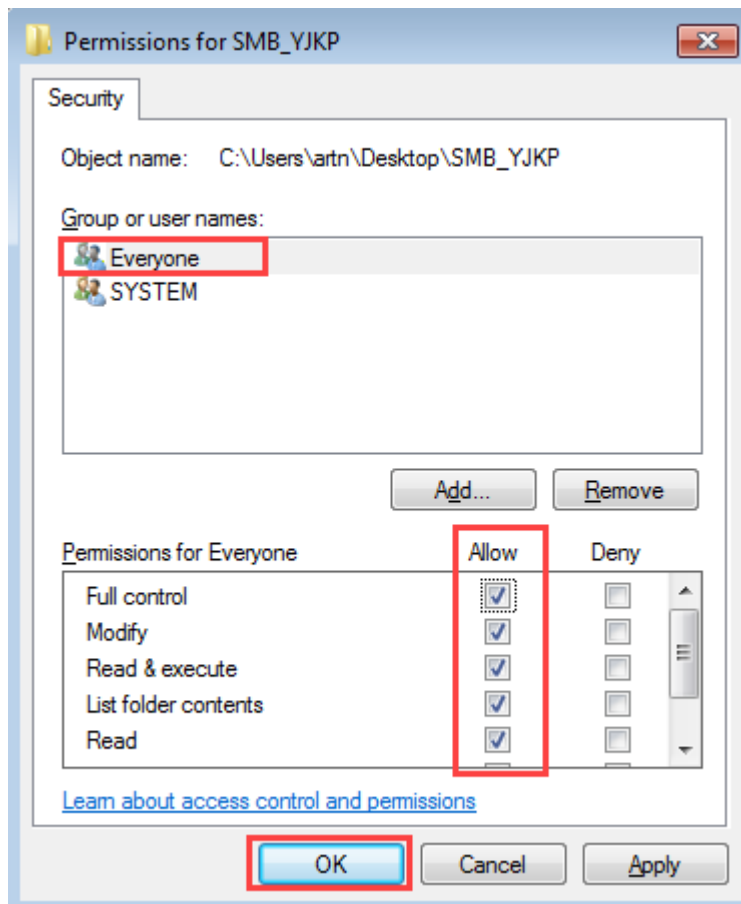 Permissions for SMB_YJKP
Security
Object name: C:\Users\artn\Desktop\SMB_YJKP
Group or user names:
Everyone
SYSTEM
Add... Remove
Permissions for Everyone Allow Deny
Full control
Modify
Read & execute
List folder contents
Read
Learn about access control and permissions
OK Cancel Apply